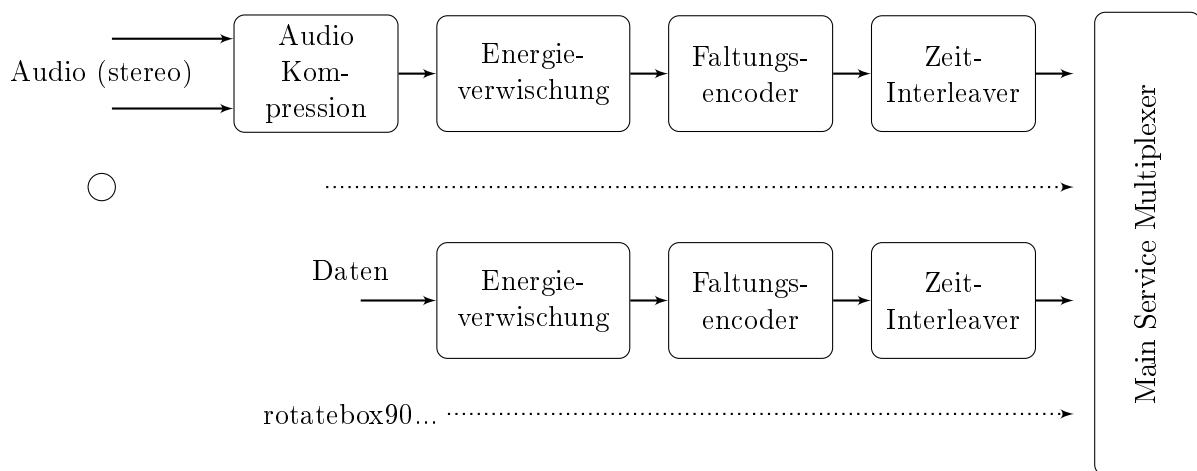 Audio (stereo)
Audio
Kom-
pression
Energie-
verwischung
Faltungs-
encoder
Zeit-
Interleaver
Daten
Energie-
verwischung
Faltungs-
encoder
Zeit-
Interleaver
rotatebox90...
Main Service Multiplexer